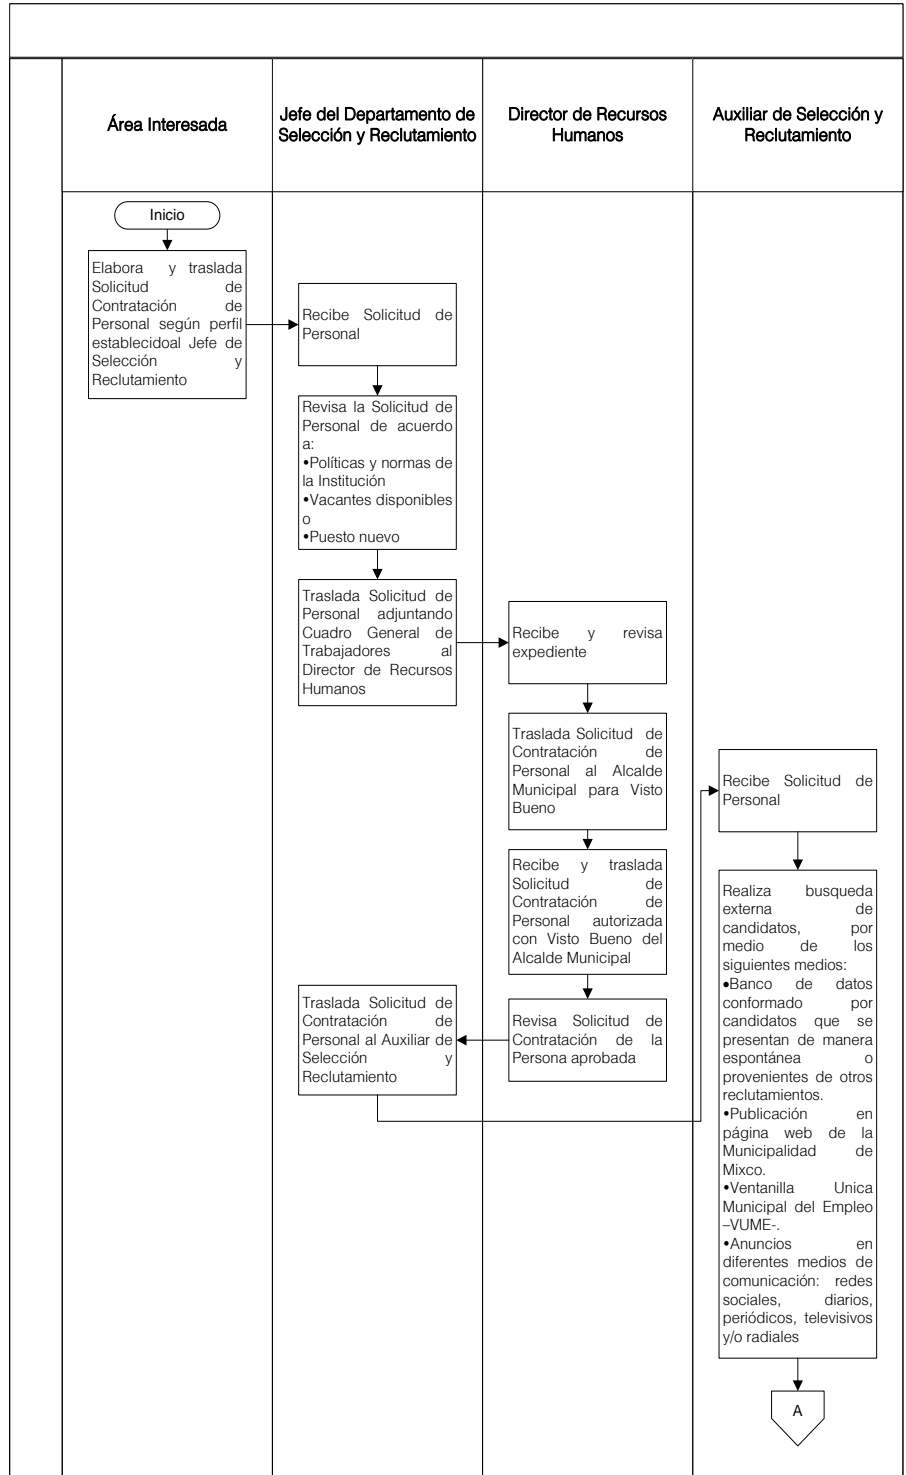 Área Interesada
Jefe del Departamento de
Selección y Reclutamiento
Director de Recursos
Humanos
Auxiliar de Selección y
Reclutamiento
Inicio
Elabora y traslada
Solicitud de
Contratación de
Personal según perfil
establecidoal Jefe de
Selección y
Reclutamiento
Recibe Solicitud de
Personal
Revisa la Solicitud de
Personal de acuerdo
a:
•Políticas y normas de
la Institución
•Vacantes disponibles
o
•Puesto nuevo
Traslada Solicitud de
Personal adjuntando
Cuadro General de
Trabajadores al
Director de Recursos
Humanos
Recibe y revisa
expediente
Traslada Solicitud de
Contratación de
Personal al Alcalde
Municipal para Visto
Bueno
Recibe y traslada
Solicitud de
Contratación de
Personal autorizada
con Visto Bueno del
Alcalde Municipal
Revisa Solicitud de
Contratación de la
Persona aprobada
Traslada Solicitud de
Contratación de
Personal al Auxiliar de
Selección y
Reclutamiento
Recibe Solicitud de
Personal
Realiza busqueda
externa de
candidatos, por
medio de los
siguientes medios:
•Banco de datos
conformado por
candidatos que se
presentan de manera
espontánea o
provenientes de otros
reclutamientos.
•Publicación en
página web de la
Municipalidad de
Mixco.
•Ventanilla Unica
Municipal del Empleo
–VUME-.
•Anuncios en
diferentes medios de
comunicación: redes
sociales, diarios,
periódicos, televisivos
y/o radiales
A